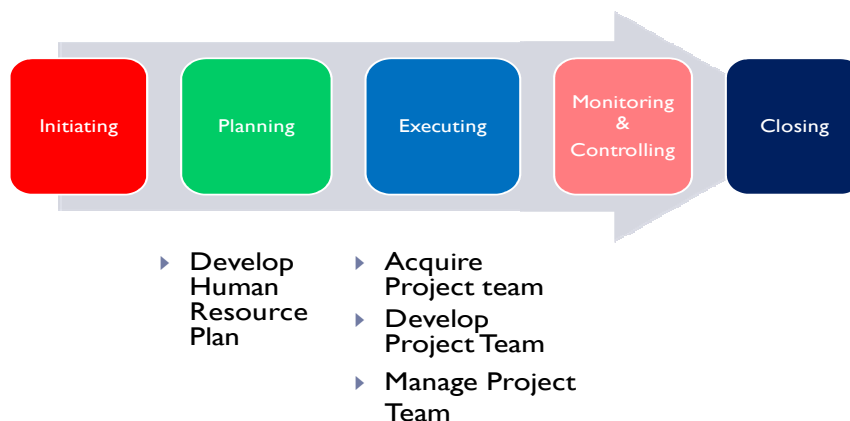 Initiating
Planning
Executing
Monitoring
&
Controlling
Closing
Develop
Human
Resource
Plan
Acquire
Project team
Develop
Project Team
Manage Project
Team